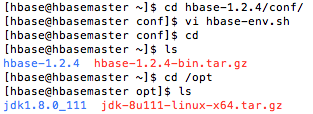 [hbase@hbasemaster ~]$ cd hbase-1.2.4/conf/
[hbase@hbasemaster conf]$ vi hbase-env.sh
[hbase@hbasemaster conf]$ cd
[hbase@hbasemaster ~]$ ls
hbase-1.2.4  hbase-1.2.4-bin.tar.gz
[hbase@hbasemaster ~]$ cd /opt
[hbase@hbasemaster opt]$ ls
jdk1.8.0_111  jdk-8u111-linux-x64.tar.gz